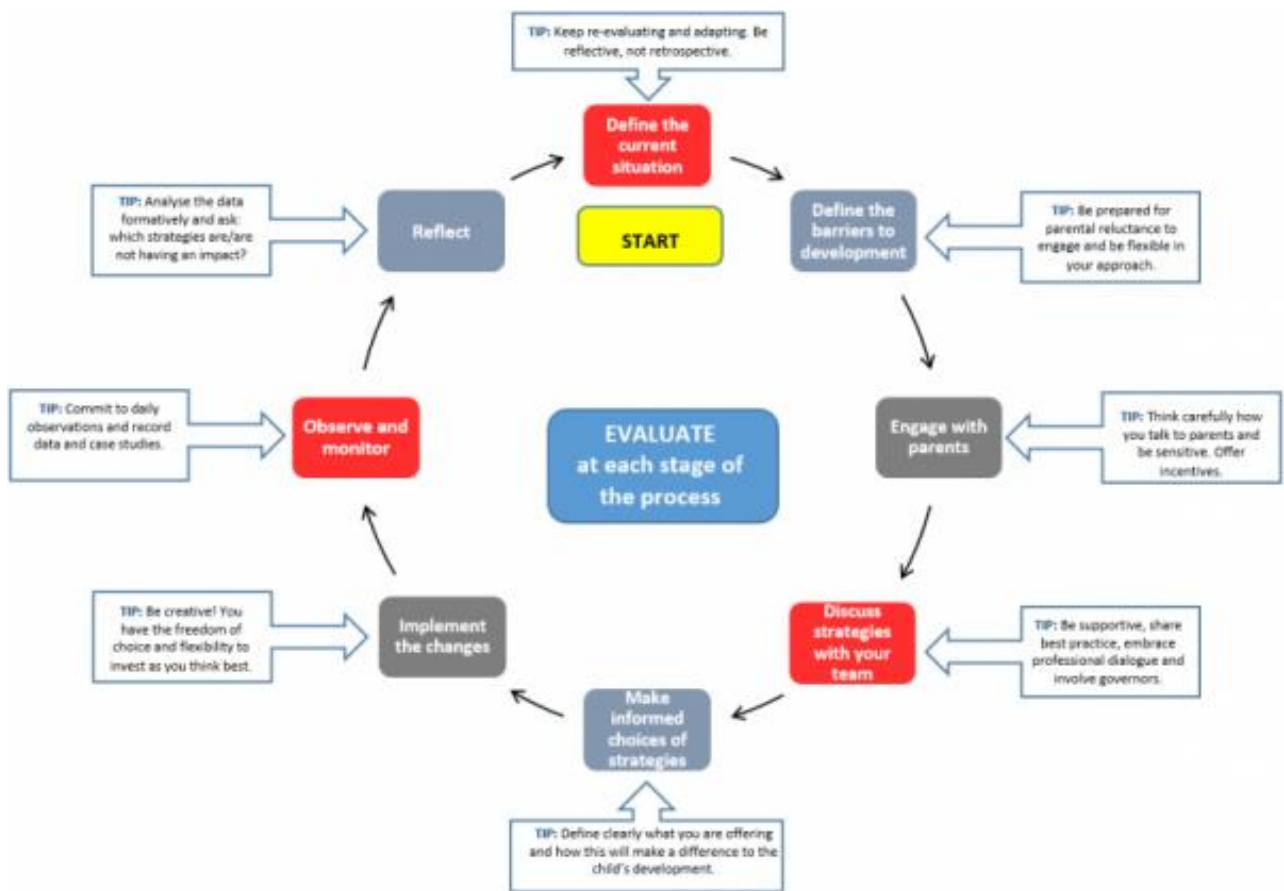 TIP: Keep re-evaluating and adapting. Be
reflective, not retrospective.
Define the
current
situation
START
TIP: Analyse the data
formatively and ask:
which strategies are/are
not having an impact?
Reflect
Define the
barriers to
development
TIP: Be prepared for
parental reluctance to
engage and be flexible in
your approach.
TIP: Commit to daily
observations and record
data and case studies.
Observe and
monitor
EVALUATE
at each stage of
the process
Engage with
parents
TIP: Think carefully how
you talk to parents and
be sensitive. Offer
incentives.
TIP: Be creative! You
have the freedom of
choice and flexibility to
invest as you think best.
Implement
the changes
Discuss
strategies
with your
team
TIP: Be supportive, share
best practice, embrace
professional dialogue and
involve governors.
Make
informed
choices of
strategies
TIP: Define clearly what you are offering
and how this will make a difference to the
child's development.